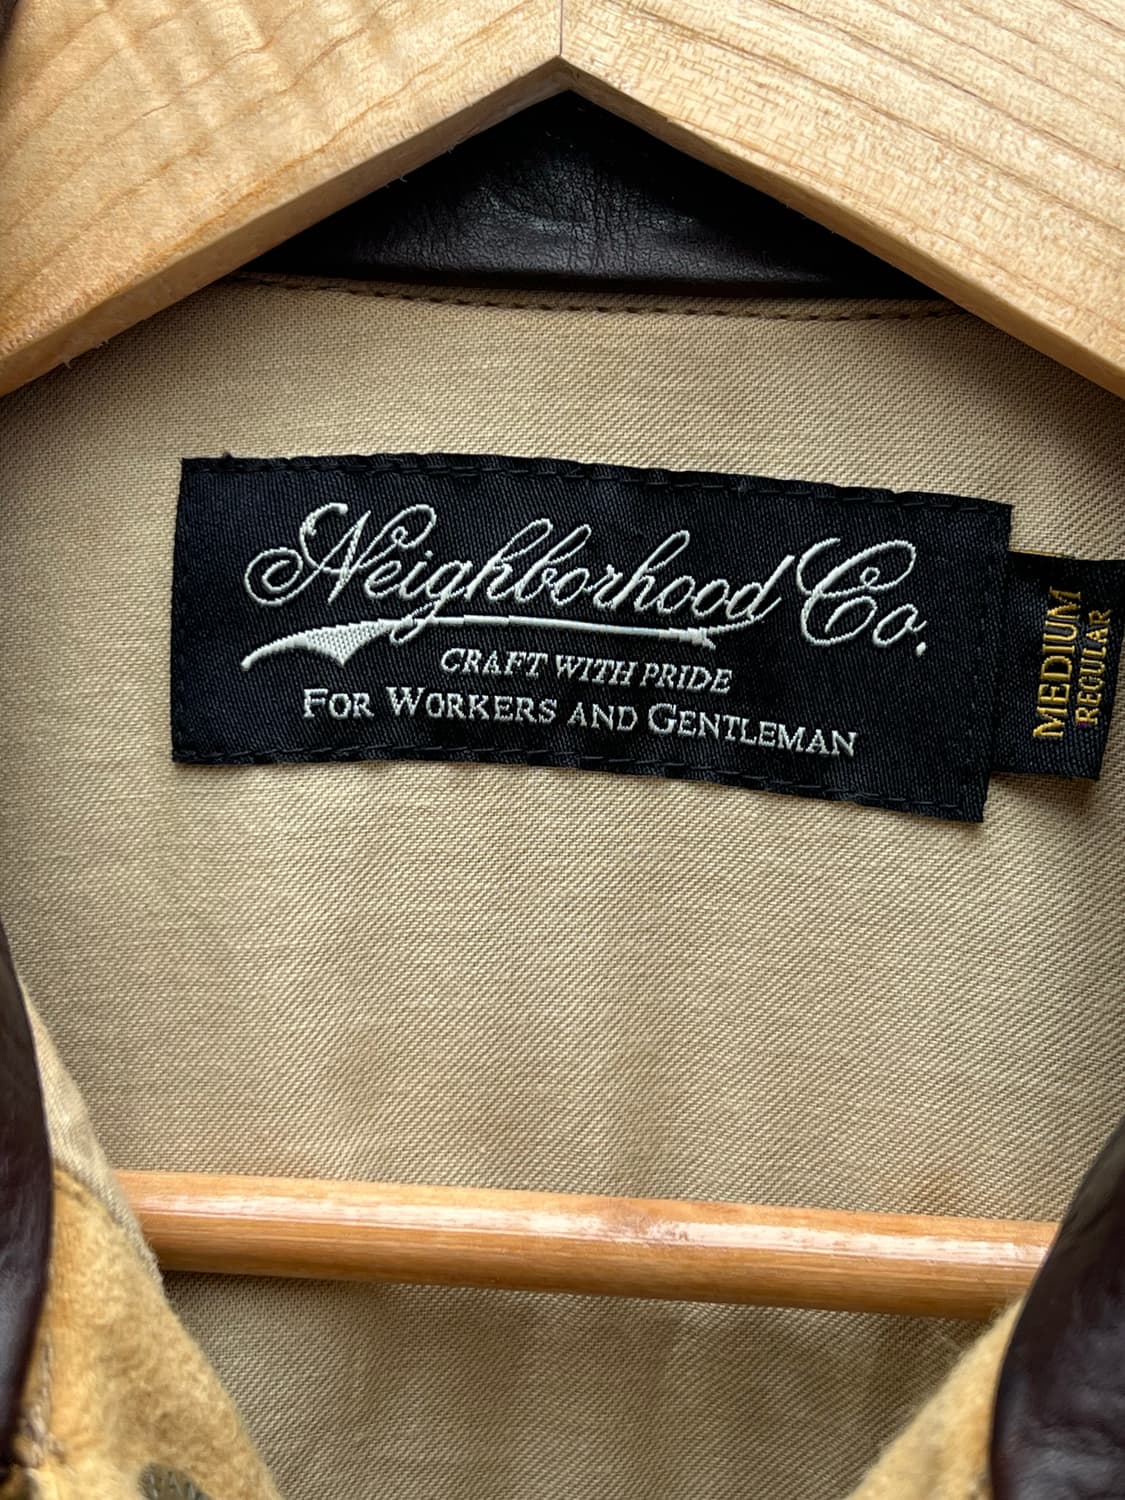 Neighborhood Co.
CRAFT WITH PRIDE
FOR WORKERS AND GENTLEMAN
MEDIUM
REGULAR